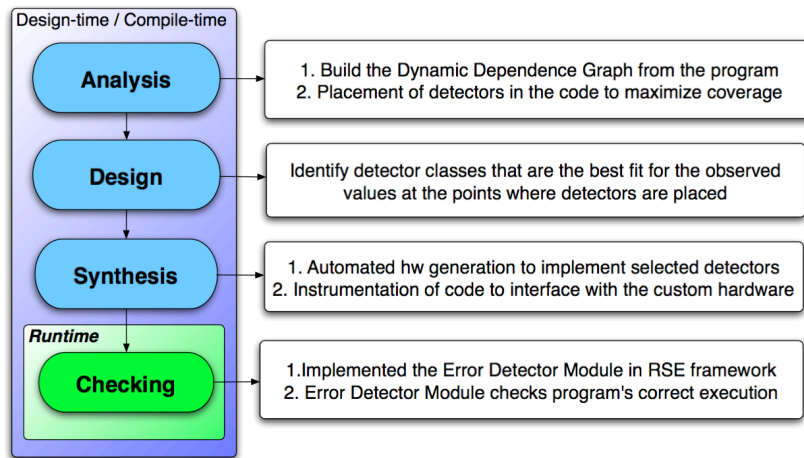 Design-time / Compile-time
Analysis
1. Build the Dynamic Dependence Graph from the program
2. Placement of detectors in the code to maximize coverage
Design
Identify detector classes that are the best fit for the observed
values at the points where detectors are placed
Synthesis
1. Automated hw generation to implement selected detectors
2. Instrumentation of code to interface with the custom hardware
Runtime
Checking
1.Implemented the Error Detector Module in RSE framework
2. Error Detector Module checks program's correct execution